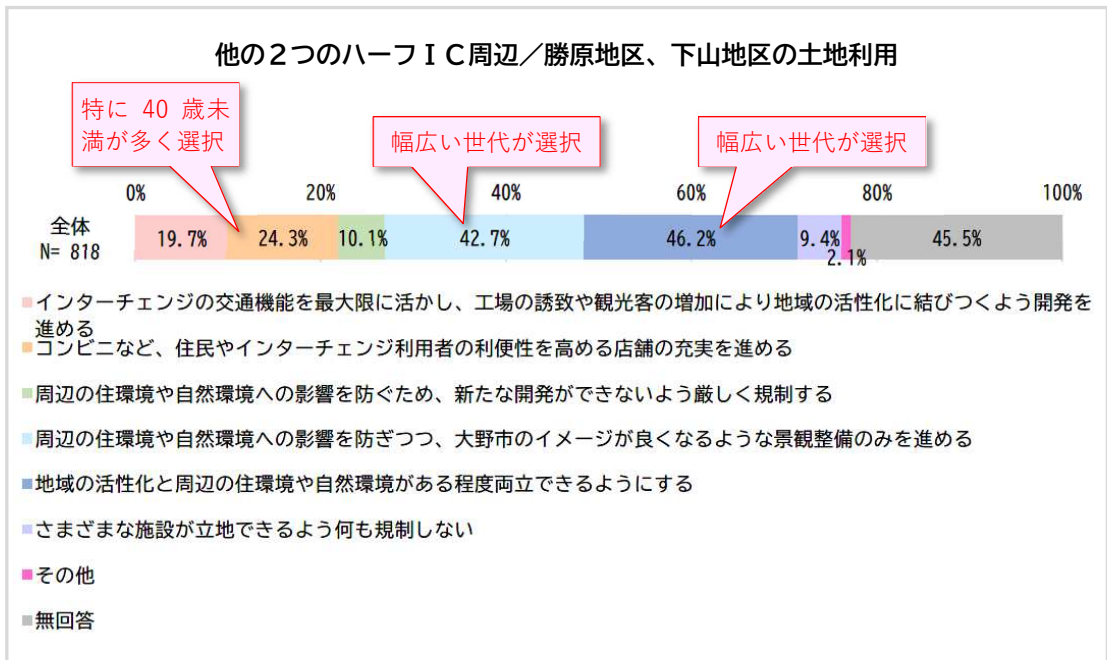 他の２つのハーフＩＣ周辺／勝原地区、下山地区の土地利用
特に 40 歳未
満が多く選択
幅広い世代が選択
幅広い世代が選択
0%
20%
40%
60%
80%
100%
全体
N= 818
19.7%
24.3%
10.1%
42.7%
46.2%
9.4%
2.1%
45.5%
インターチェンジの交通機能を最大限に活かし、工場の誘致や観光客の増加により地域の活性化に結びつくよう開発を
進める
コンビニなど、住民やインターチェンジ利用者の利便性を高める店舗の充実を進める
周辺の住環境や自然環境への影響を防ぐため、新たな開発ができないよう厳しく規制する
周辺の住環境や自然環境への影響を防ぎつつ、大野市のイメージが良くなるような景観整備のみを進める
地域の活性化と周辺の住環境や自然環境がある程度両立できるようにする
さまざまな施設が立地できるよう何も規制しない
その他
無回答